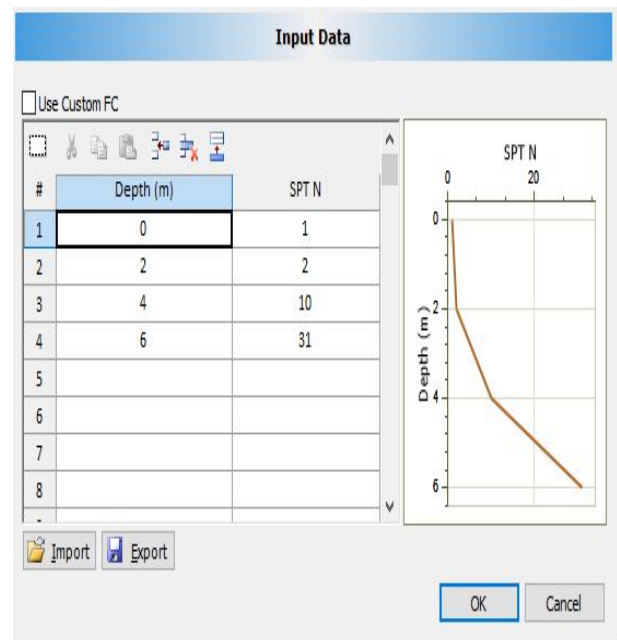 Input Data
Use Custom FC
# Depth (m) SPT N
1 0 1
2 2 2
3 4 10
4 6 31
5
6
7
8
SPT N
0 20
0
2
4
6
Depth (m)
Import Export
OK Cancel